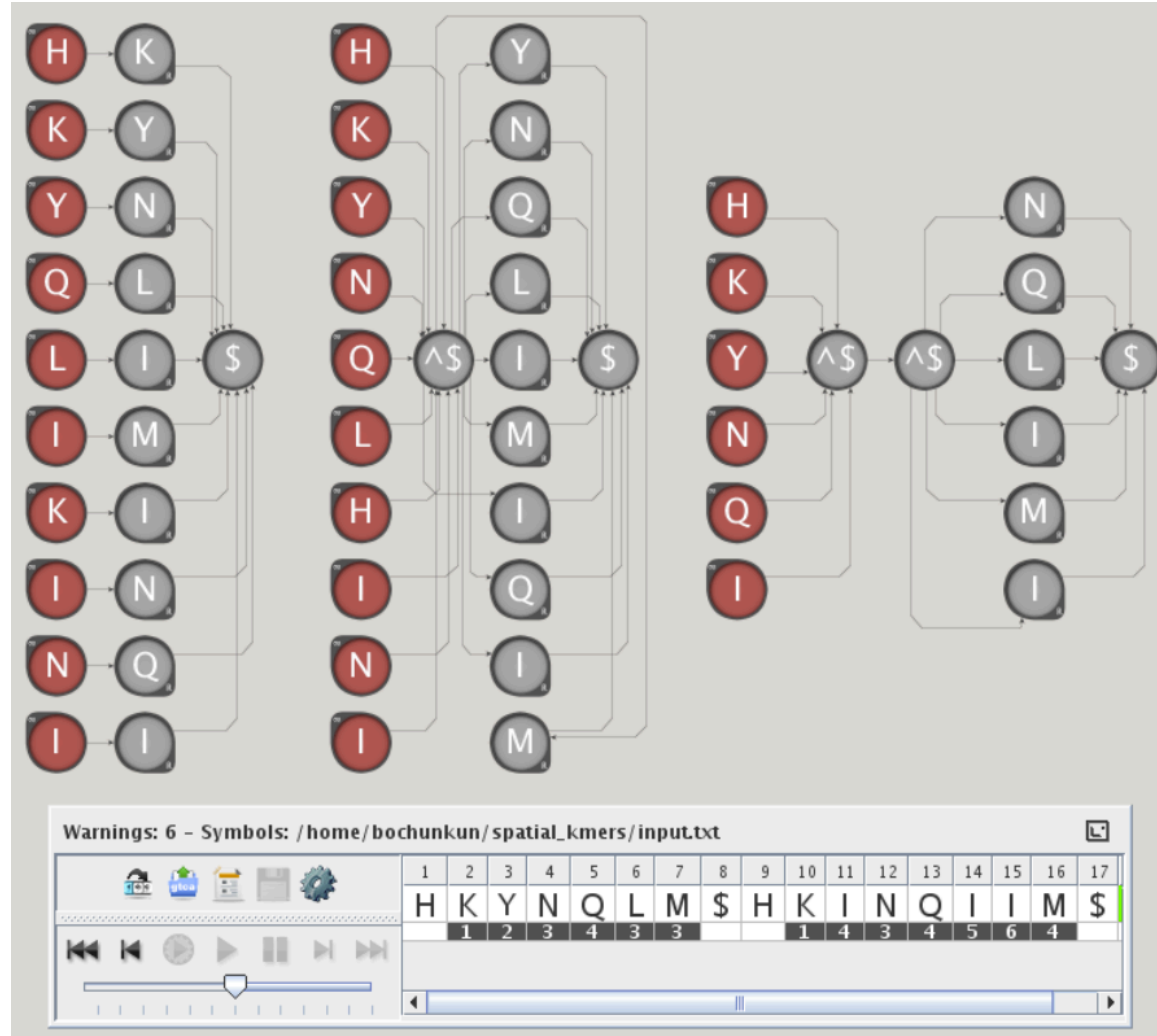 H K H Y
K Y K N
Y N Y Q H N
Q L N L K Q
L I $ Q ^$ I $ Y ^$ ^$ L $
I M L M N I
K I H I Q M
I N I Q I I
N Q N I
I I I M
Warnings: 6 - Symbols: /home/bochunkun/spatial_kmers/input.txt
1 2 3 4 5 6 7 8 9 10 11 12 13 14 15 16 17
H K Y N Q L M $ H K I N Q I I M $
1 2 3 4 3 3 1 4 3 4 5 6 4